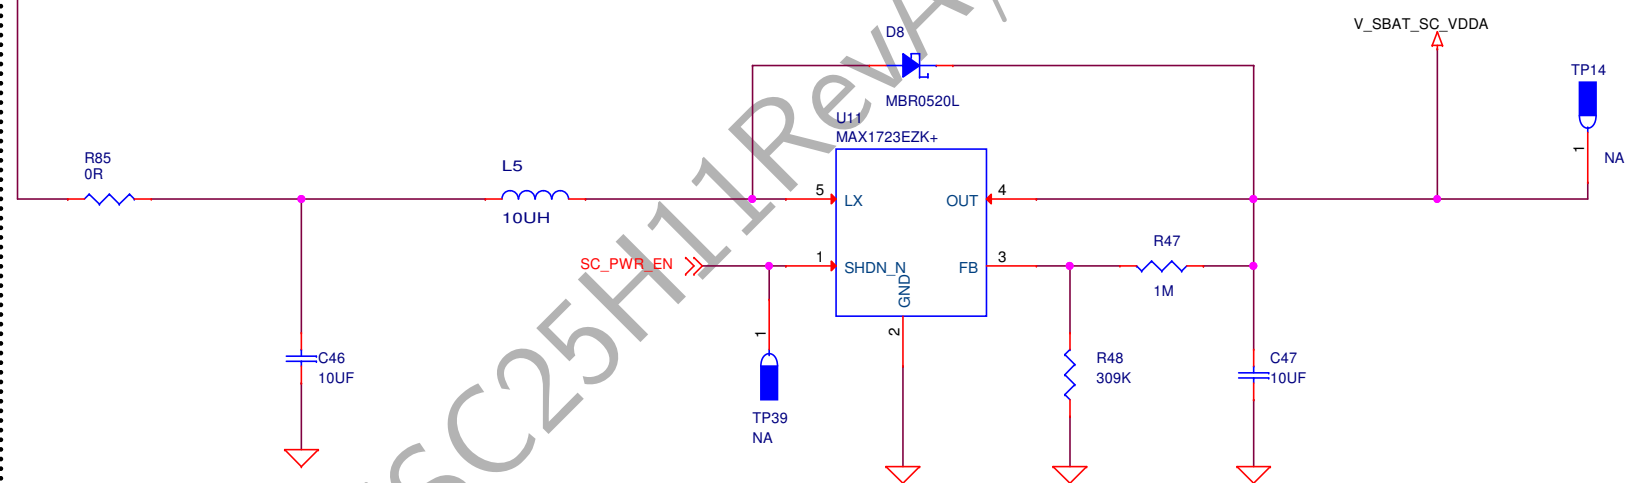 D8
V_SBAT_SC_VDDA
TP14
MBR0520L
U11
MAX1723EZK+
1
NA
R85
0R
L5
10UH
5
LX
OUT
4
SC_PWR_EN
1
SHDN_N
GND
FB
3
R47
1M
1
2
C46
10UF
R48
309K
C47
10UF
TP39
NA
SC25H11RevA